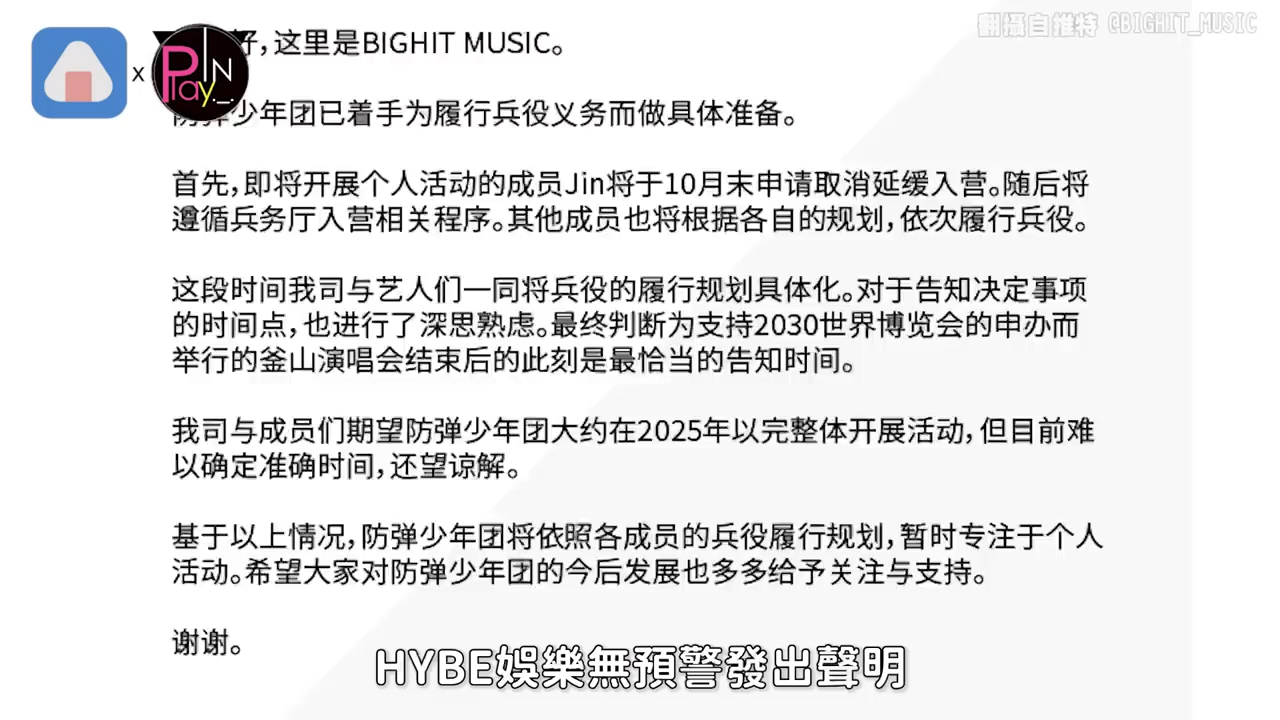 翻攝自推特 @BIGHIT_MUSIC
x
PLAY IN
好，这里是BIGHIT MUSIC。
防弹少年团已着手为履行兵役义务而做具体准备。
首先，即将开展个人活动的成员Jin将于10月末申请取消延缓入营。随后将
遵循兵务厅入营相关程序。其他成员也将根据各自的规划，依次履行兵役。
这段时间我司与艺人们一同将兵役的履行规划具体化。对于告知决定事项
的时间点，也进行了深思熟虑。最终判断为支持2030世界博览会的申办而
举行的釜山演唱会结束后的此刻是最恰当的告知时间。
我司与成员们期望防弹少年团大约在2025年以完整体开展活动，但目前难
以确定准确时间，还望谅解。
基于以上情况，防弹少年团将依照各成员的兵役履行规划，暂时专注于个人
活动。希望大家对防弹少年团的今后发展也多多给予关注与支持。
谢谢。
HYBE娛樂無預警發出聲明